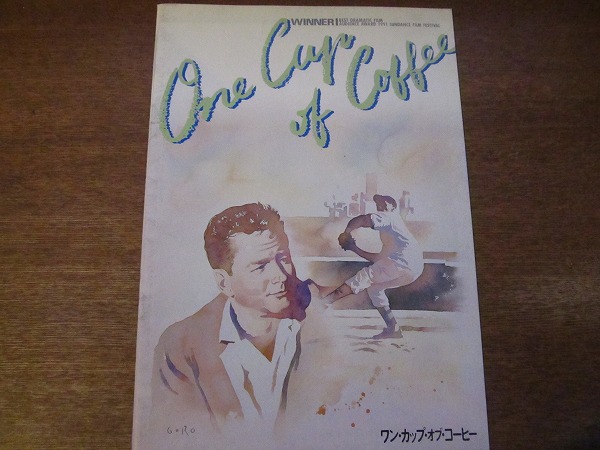 WINNER! BEST DRAMATIC FILM
AUDIENCE AWARD 1991 SUNDANCE FILM FESTIVAL
One Cup
of Coffee
GORO
ワン・カップ・オブ・コーヒー